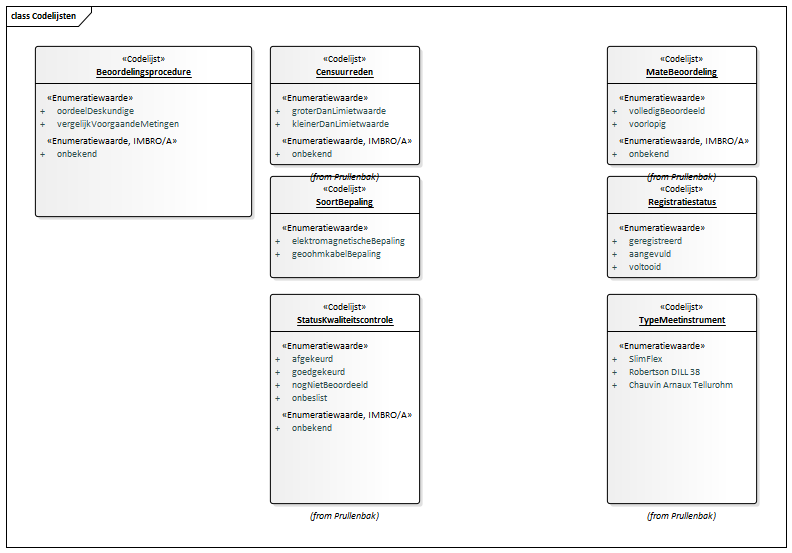 class Codelijsten
«Codelijst»
Beoordelingsprocedure
«Enumeratiewaarde»
+ oordeelDeskundige
+ vergelijkVoorgaandeMetingen
«Enumeratiewaarde, IMBRO/A»
+ onbekend
«Codelijst»
Censuurreden
«Enumeratiewaarde»
+ groterDanLimietwaarde
+ kleinerDanLimietwaarde
«Enumeratiewaarde, IMBRO/A»
+ onbekend
(from Prullenbak)
«Codelijst»
MateBeoordeling
«Enumeratiewaarde»
+ volledigBeoordeeld
+ voorlopig
«Enumeratiewaarde, IMBRO/A»
+ onbekend
(from Prullenbak)
«Codelijst»
SoortBepaling
«Enumeratiewaarde»
+ elektromagnetischeBepaling
+ geoohmkabelBepaling
«Codelijst»
Registratiestatus
«Enumeratiewaarde»
+ geregistreerd
+ aangevuld
+ voltooid
«Codelijst»
StatusKwaliteitscontrole
«Enumeratiewaarde»
+ afgekeurd
+ goedgekeurd
+ nogNietBeoordeeld
+ onbeslist
«Enumeratiewaarde, IMBRO/A»
+ onbekend
(from Prullenbak)
«Codelijst»
TypeMeetinstrument
«Enumeratiewaarde»
+ SlimFlex
+ Robertson DILL 38
+ Chauvin Arnaux Tellurohm
(from Prullenbak)